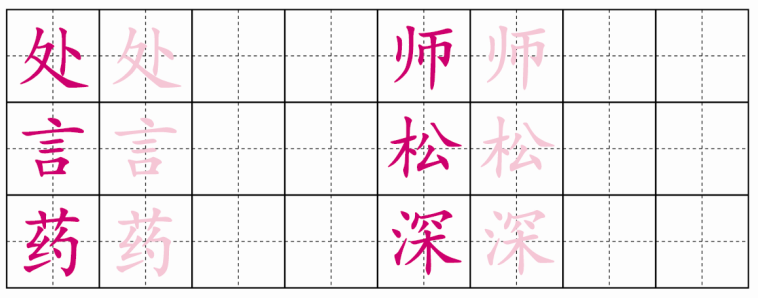 处 处 师 师
言 言 松 松
药 药 深 深